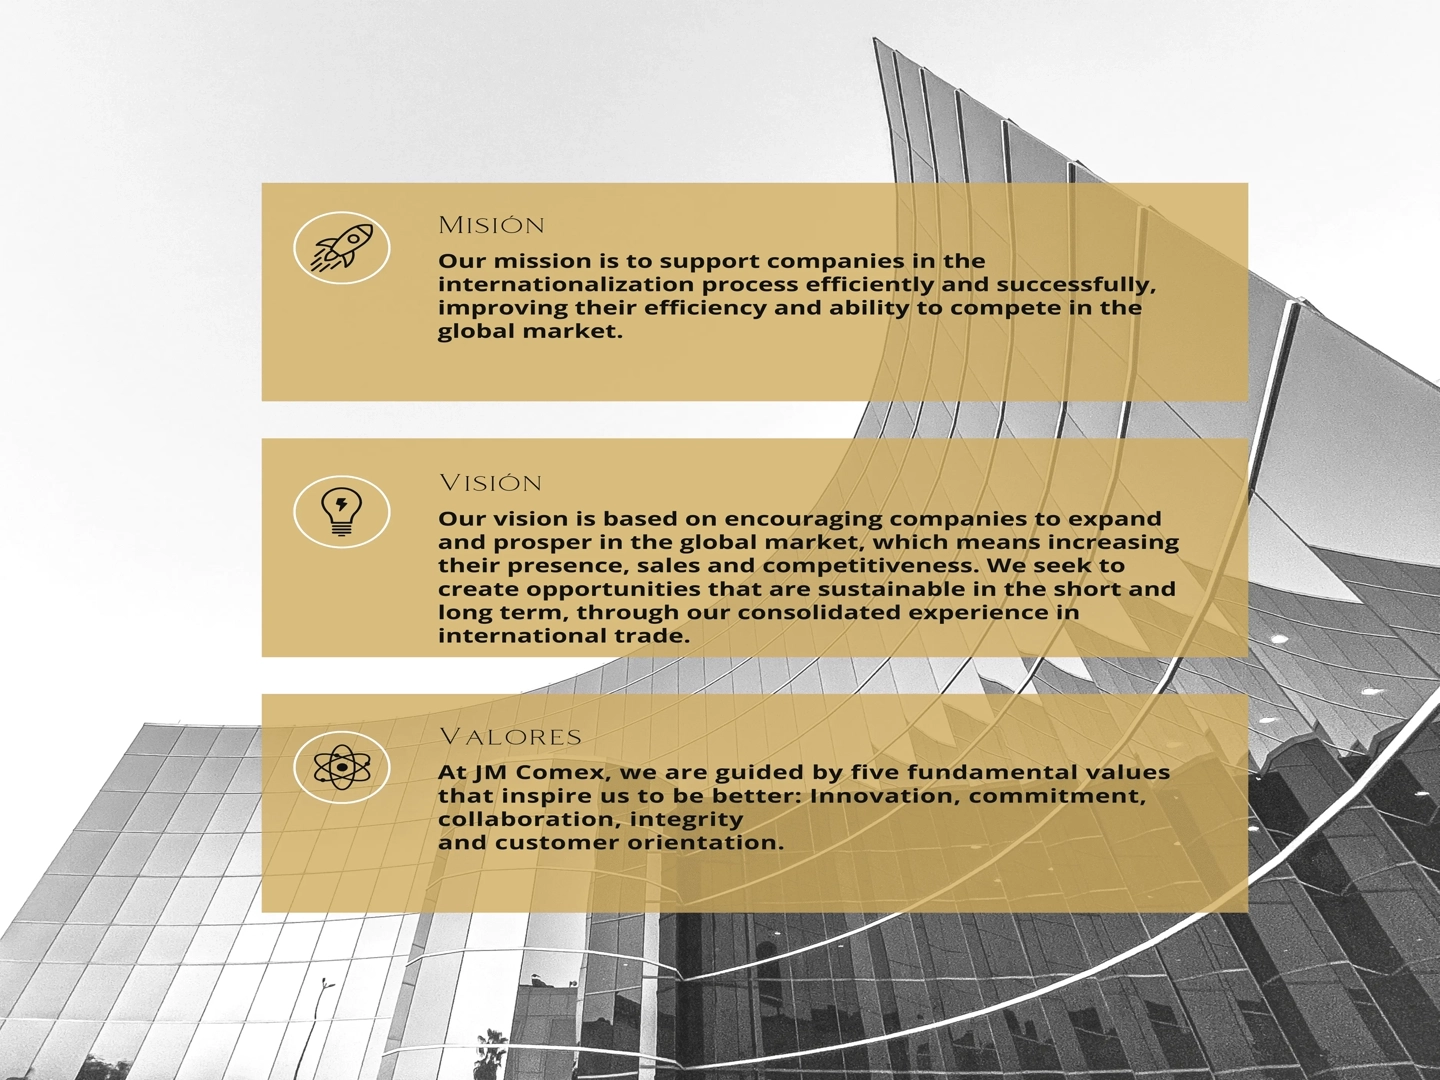 Misión
Our mission is to support companies in the
internationalization process efficiently and successfully,
improving their efficiency and ability to compete in the
global market.
Visión
Our vision is based on encouraging companies to expand
and prosper in the global market, which means increasing
their presence, sales and competitiveness. We seek to
create opportunities that are sustainable in the short and
long term, through our consolidated experience in
international trade.
Valores
At JM Comex, we are guided by five fundamental values
that inspire us to be better: Innovation, commitment,
collaboration, integrity
and customer orientation.